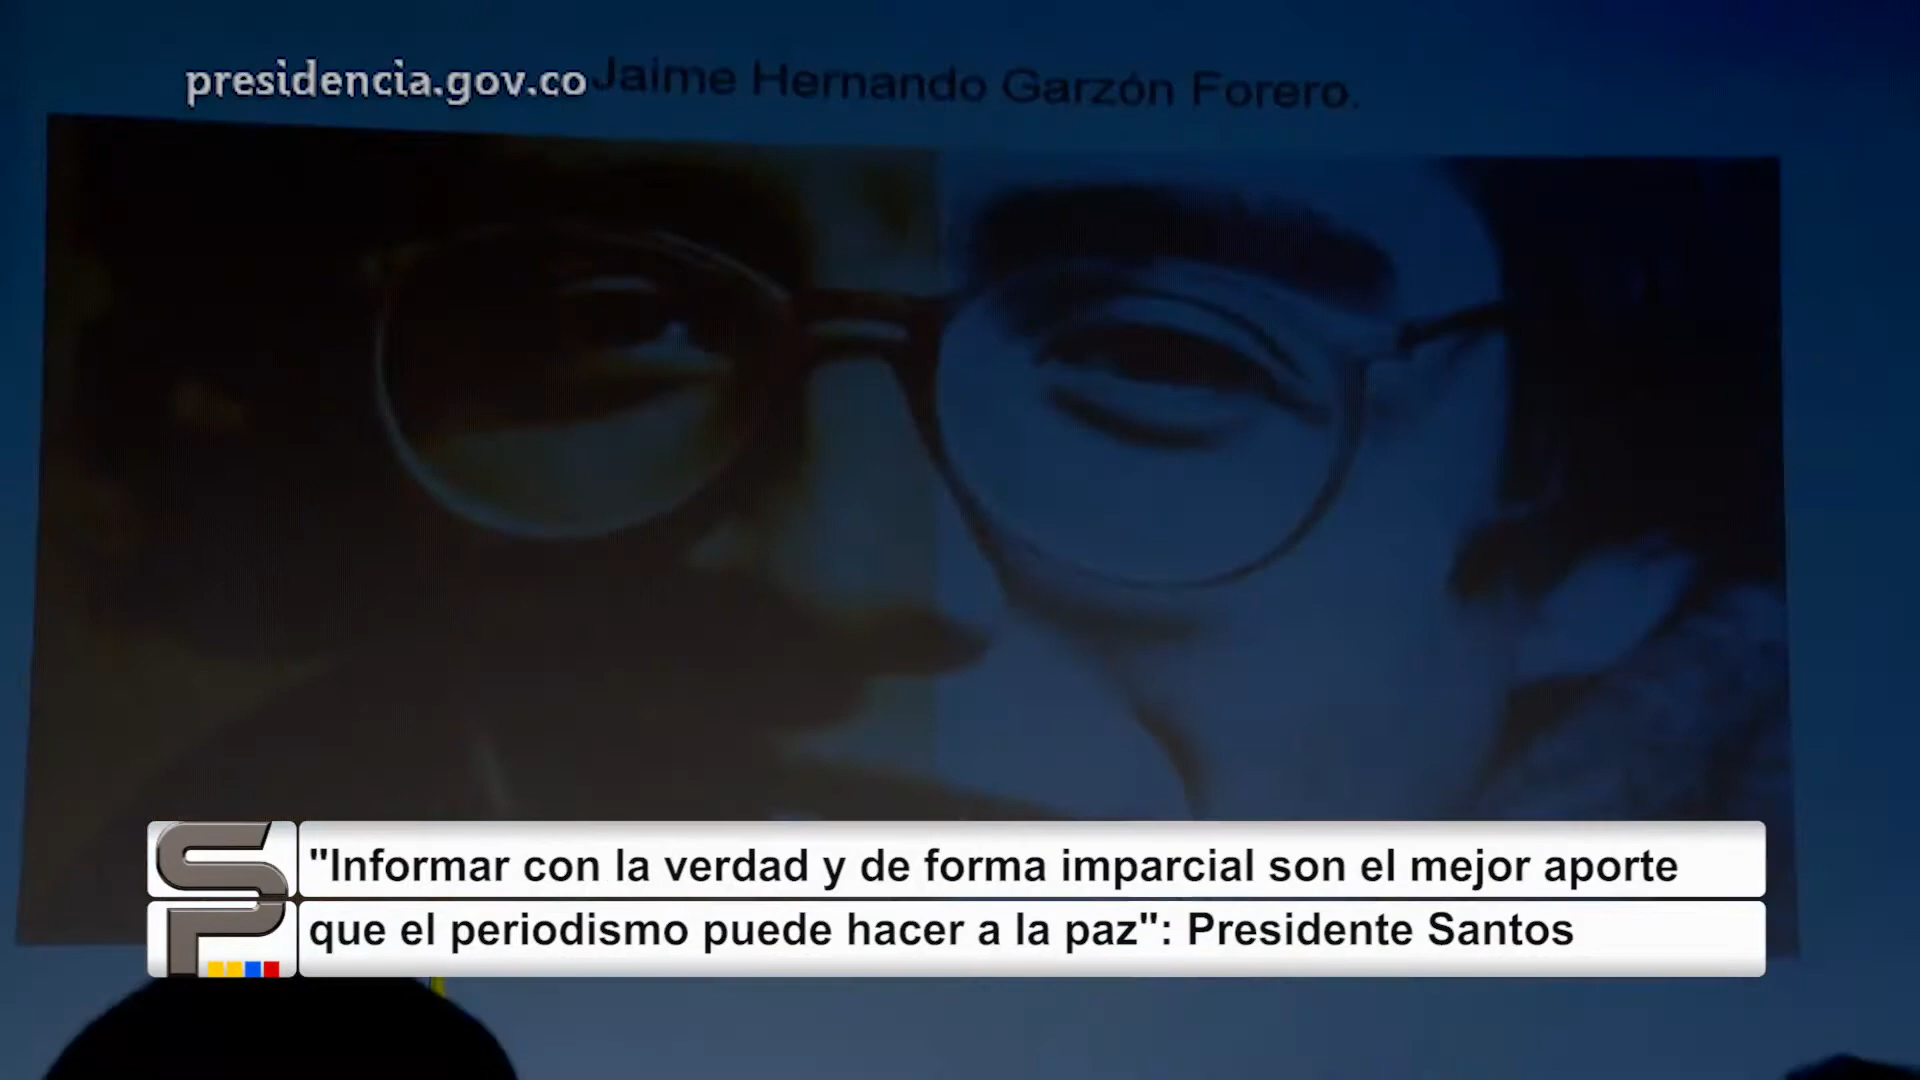 presidencia.gov.co
Jaime Hernando Garzón Forero.
SP
"Informar con la verdad y de forma imparcial son el mejor aporte
que el periodismo puede hacer a la paz": Presidente Santos